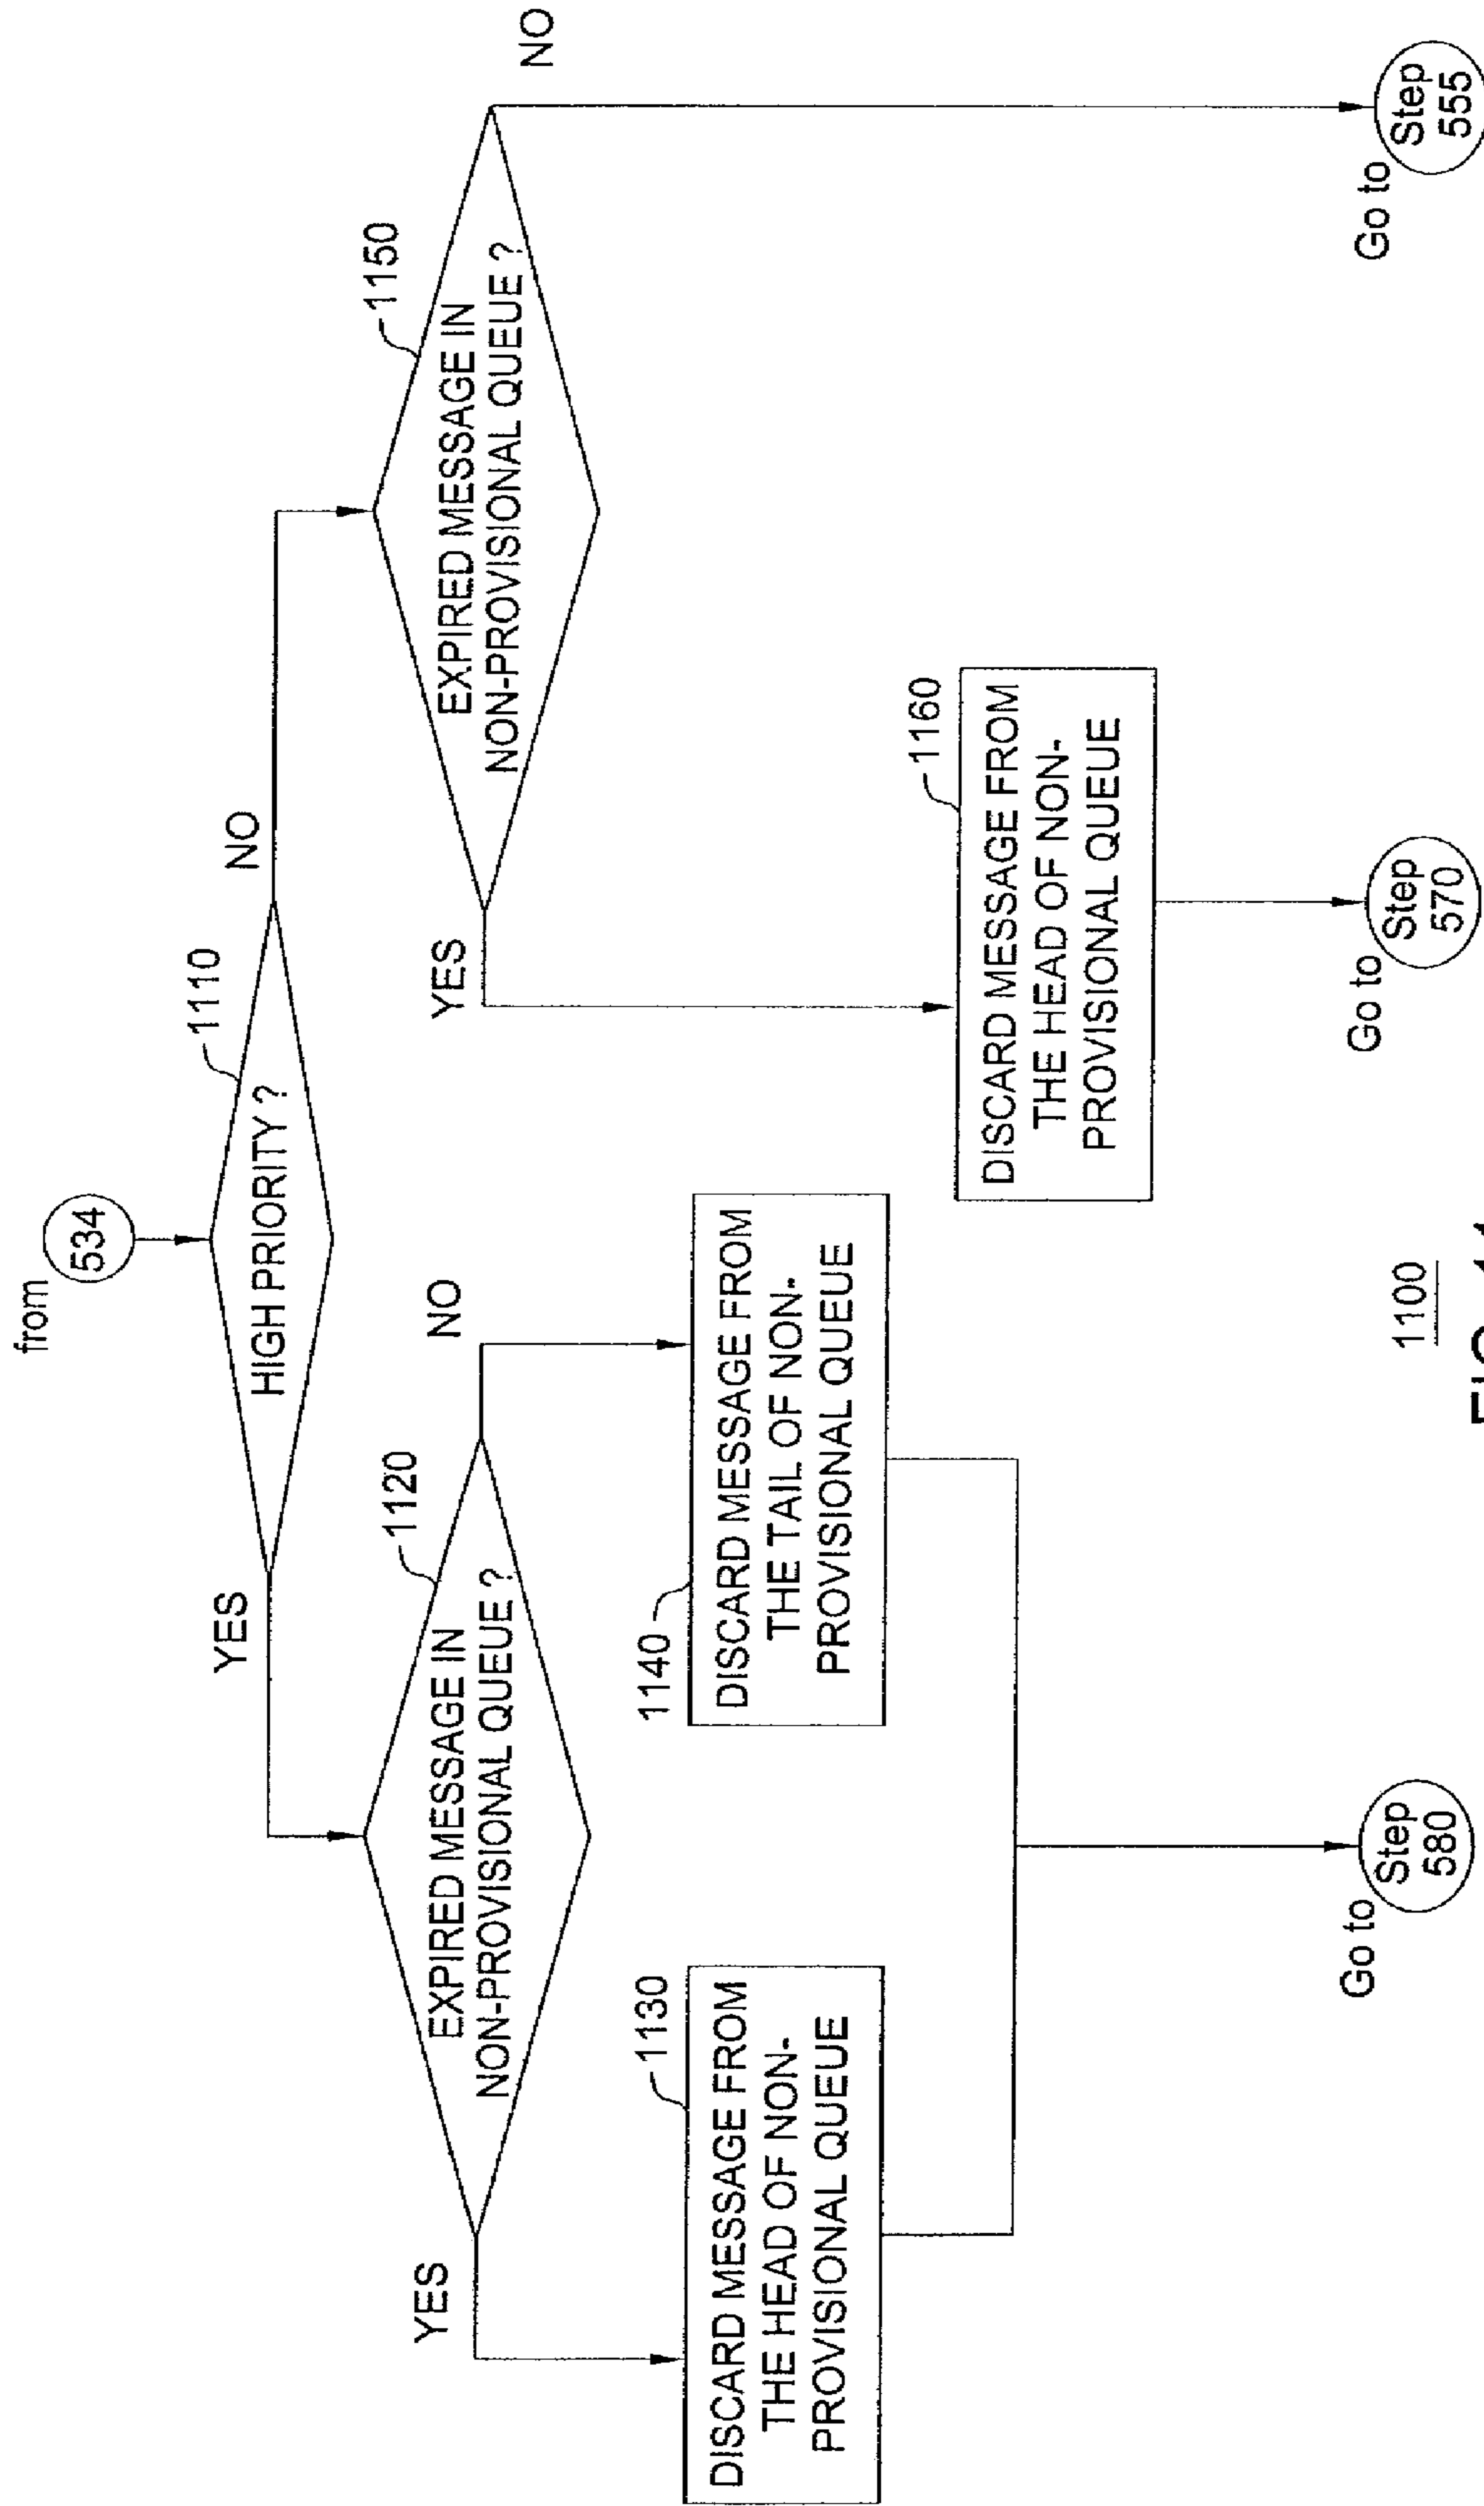 from
534
HIGH PRIORITY ?
1110
YES
NO
EXPIRED MESSAGE IN
NON-PROVISIONAL QUEUE ?
1120
YES
NO
EXPIRED MESSAGE IN
NON-PROVISIONAL QUEUE ?
1150
YES
NO
DISCARD MESSAGE FROM
THE HEAD OF NON-
PROVISIONAL QUEUE
1130
1140
DISCARD MESSAGE FROM
THE TAIL OF NON-
PROVISIONAL QUEUE
DISCARD MESSAGE FROM
THE HEAD OF NON-
PROVISIONAL QUEUE
1160
Go to
Step
580
Go to
Step
570
Go to
Step
555
1100